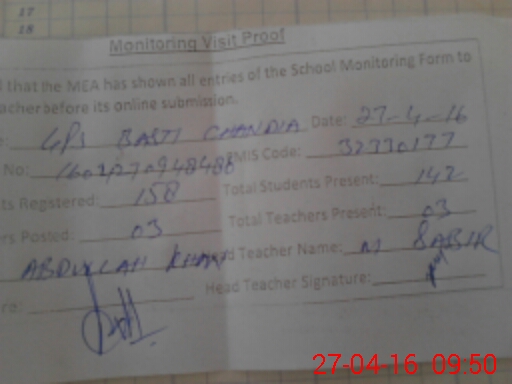 17
18
Monitoring Visit Proof
that the MEA has shown all entries of the School Monitoring Form to
acher before its online submission.
GPS BASTI CHANDIA Date: 27-4-16
No: EMIS Code: 32330177
ts Registered: 158 Total Students Present: 142
rs Posted: 03 Total Teachers Present: 03
ABDULLAH KHAN d Teacher Name: M SABIR
re: Head Teacher Signature:
27-04-16 09:50